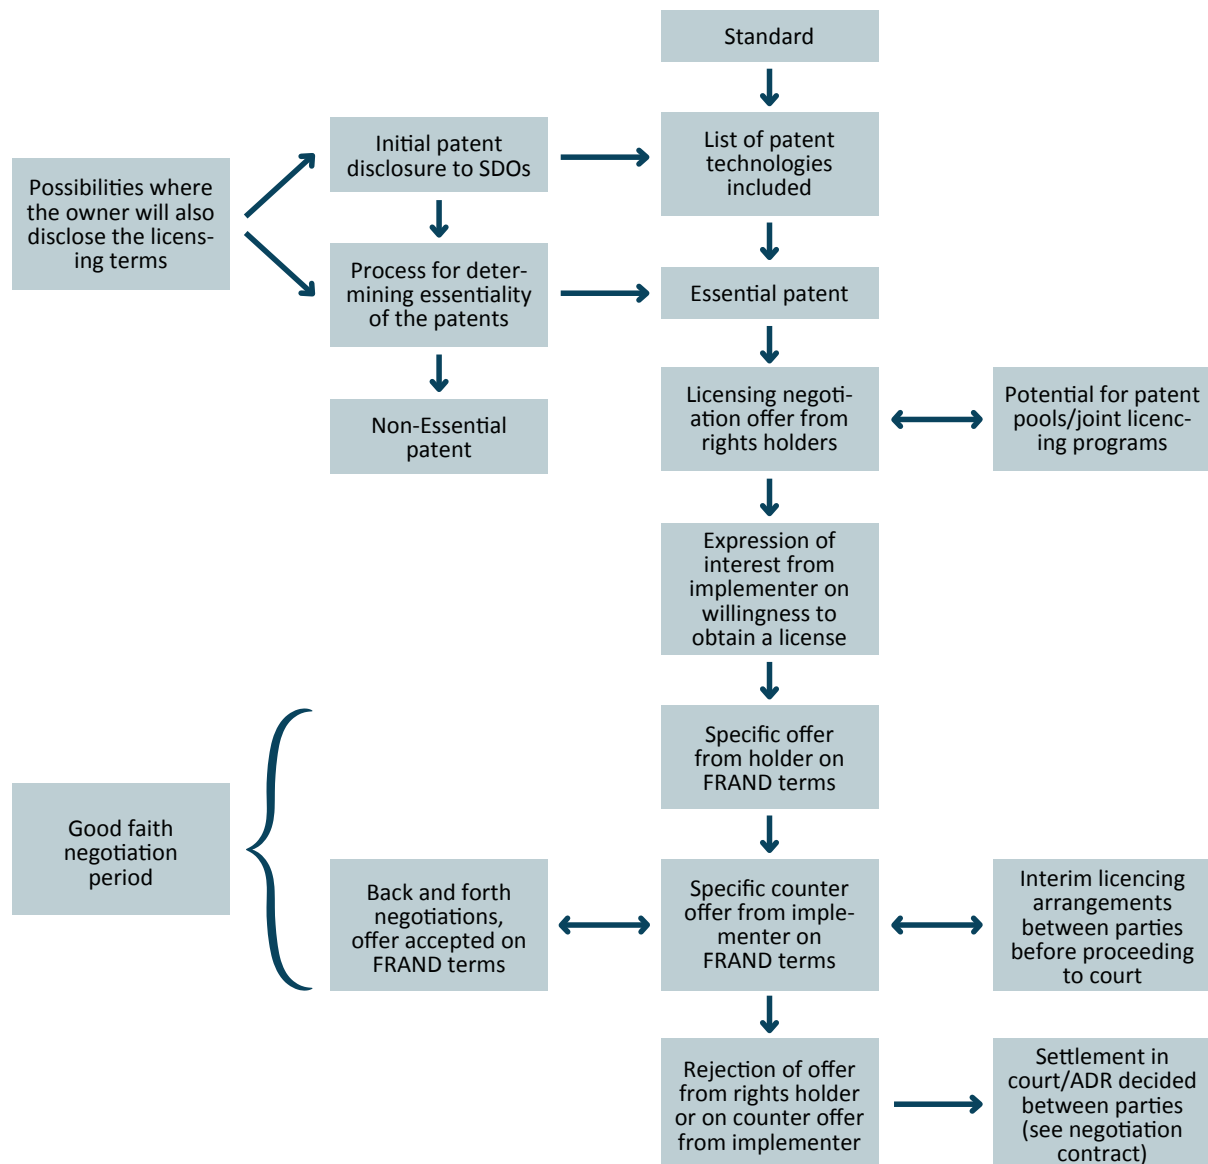 Standard
Initial patent
disclosure to SDOs
List of patent
technologies
included
Possibilities where
the owner will also
disclose the licens-
ing terms
Process for deter-
mining essentiality
of the patents
Essential patent
Non-Essential
patent
Licensing negoti-
ation offer from
rights holders
Potential for patent
pools/joint licenc-
ing programs
Expression of
interest from
implementer on
willingness to
obtain a license
Specific offer
from holder on
FRAND terms
Good faith
negotiation
period
Back and forth
negotiations,
offer accepted on
FRAND terms
Specific counter
offer from imple-
menter on
FRAND terms
Interim licencing
arrangements
between parties
before proceeding
to court
Rejection of offer
from rights holder
or on counter offer
from implementer
Settlement in
court/ADR decided
between parties
(see negotiation
contract)